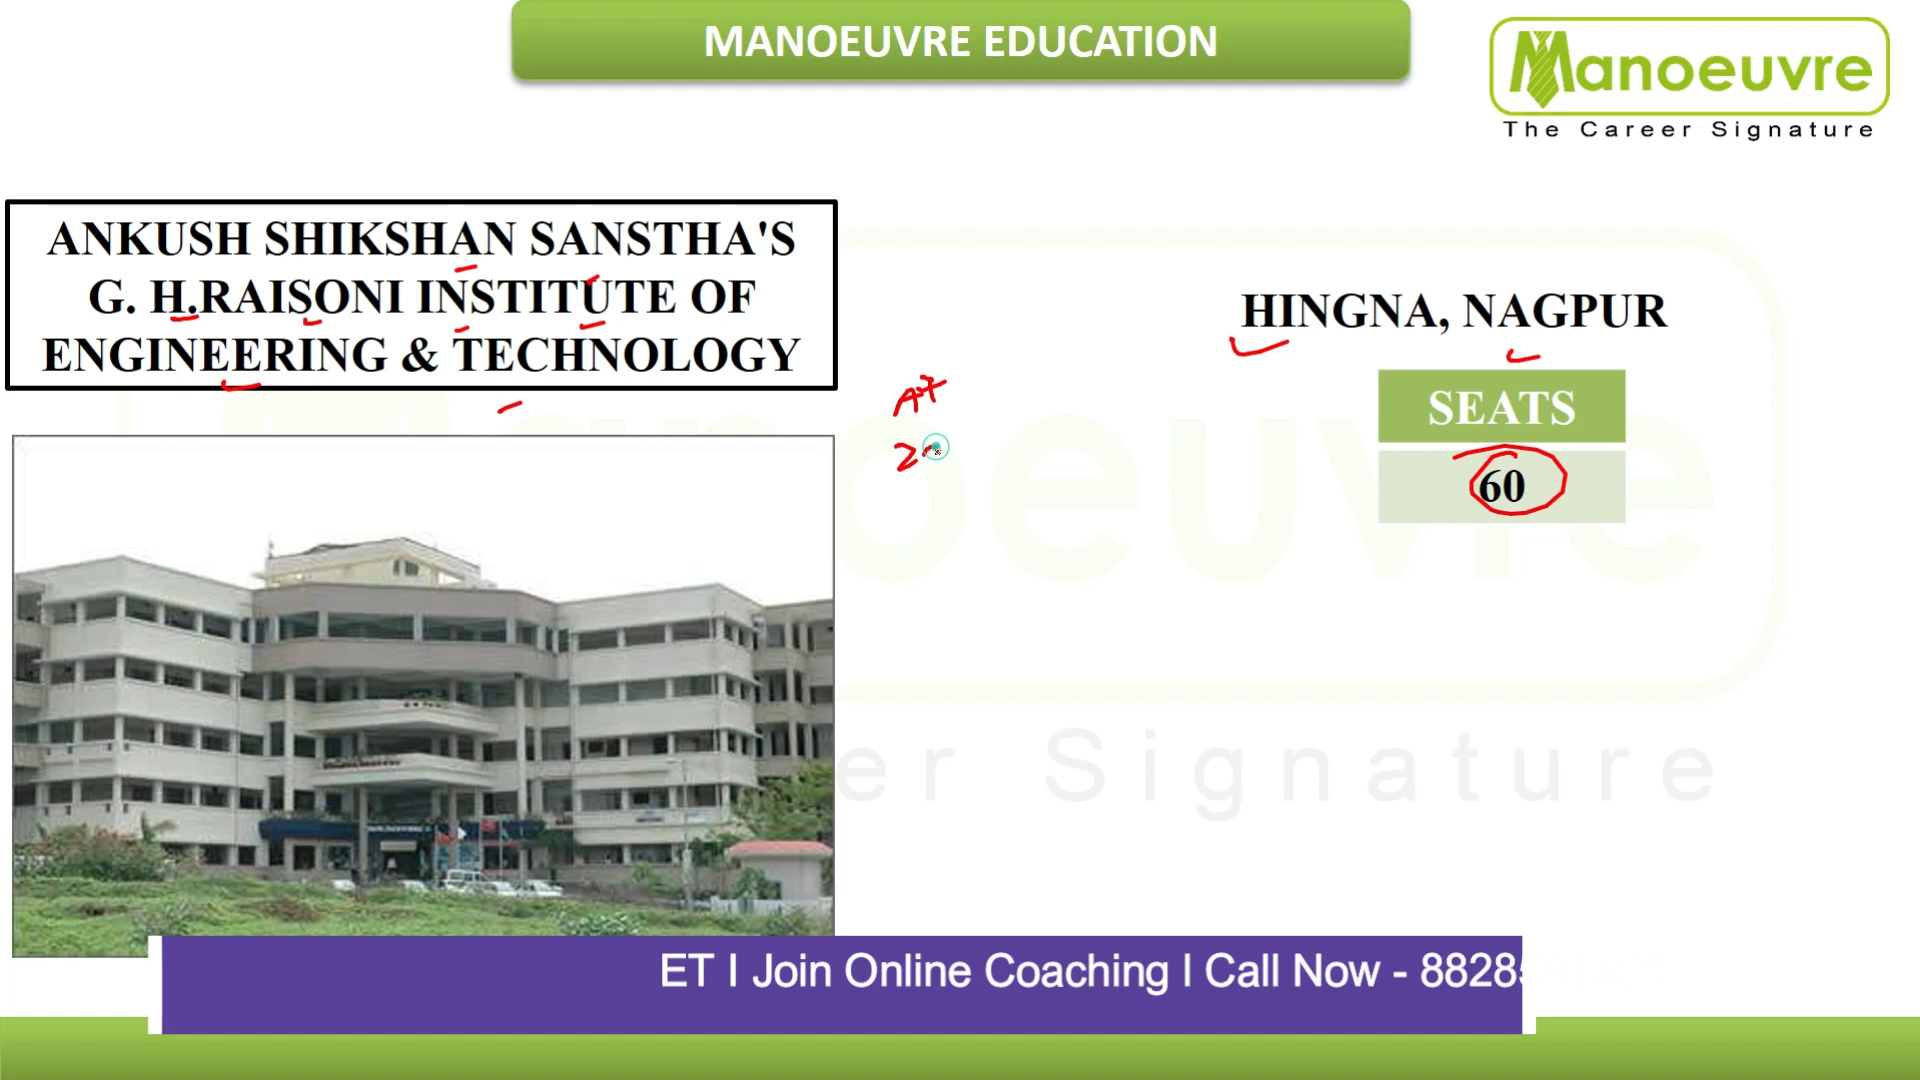 MANOEUVRE EDUCATION
Manoeuvre
The Career Signature
ANKUSH SHIKSHAN SANSTHA'S
G. H.RAISONI INSTITUTE OF
ENGINEERING & TECHNOLOGY
HINGNA, NAGPUR
A+
SEATS
60
ET I Join Online Coaching I Call Now - 8828